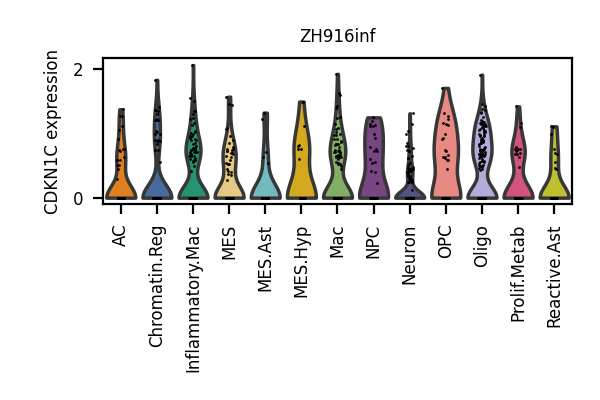 ZH916inf
CDKN1C expression
2
0
AC
Chromatin.Reg
Inflammatory.Mac
MES
MES.Ast
MES.Hyp
Mac
NPC
Neuron
OPC
Oligo
Prolif.Metab
Reactive.Ast